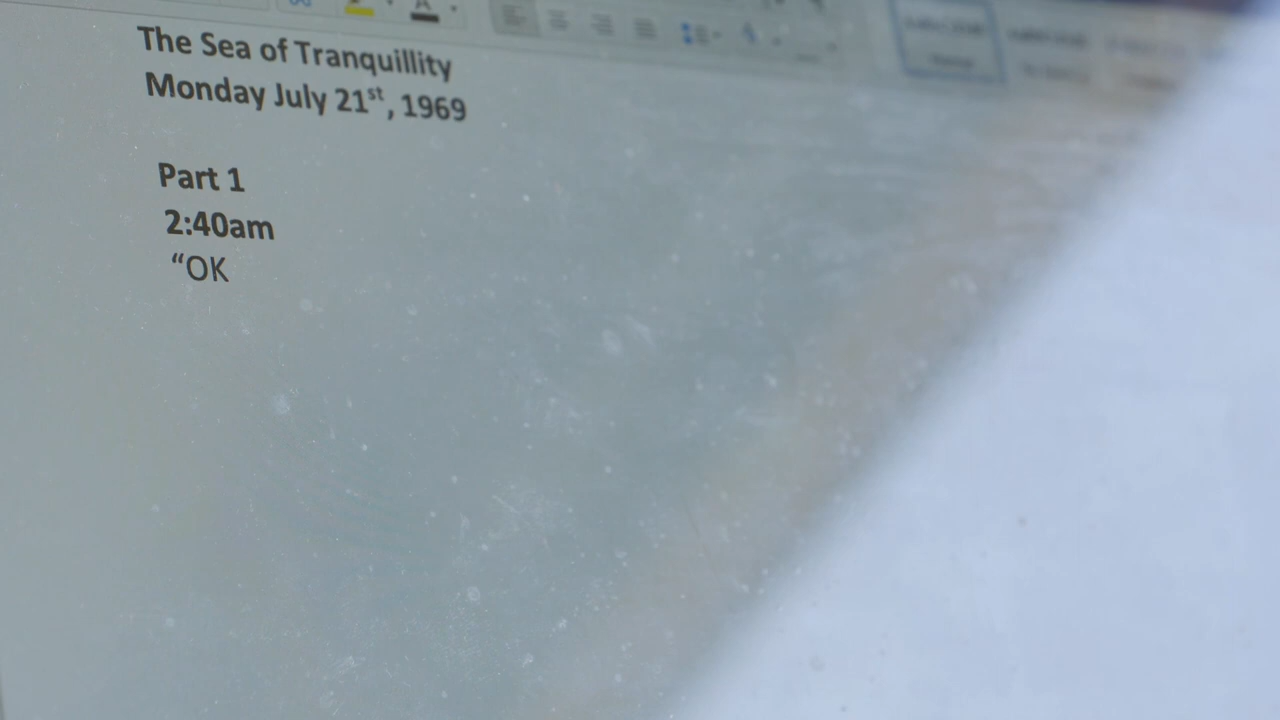 The Sea of Tranquillity
Monday July 21st, 1969
Part 1
2:40am
“OK